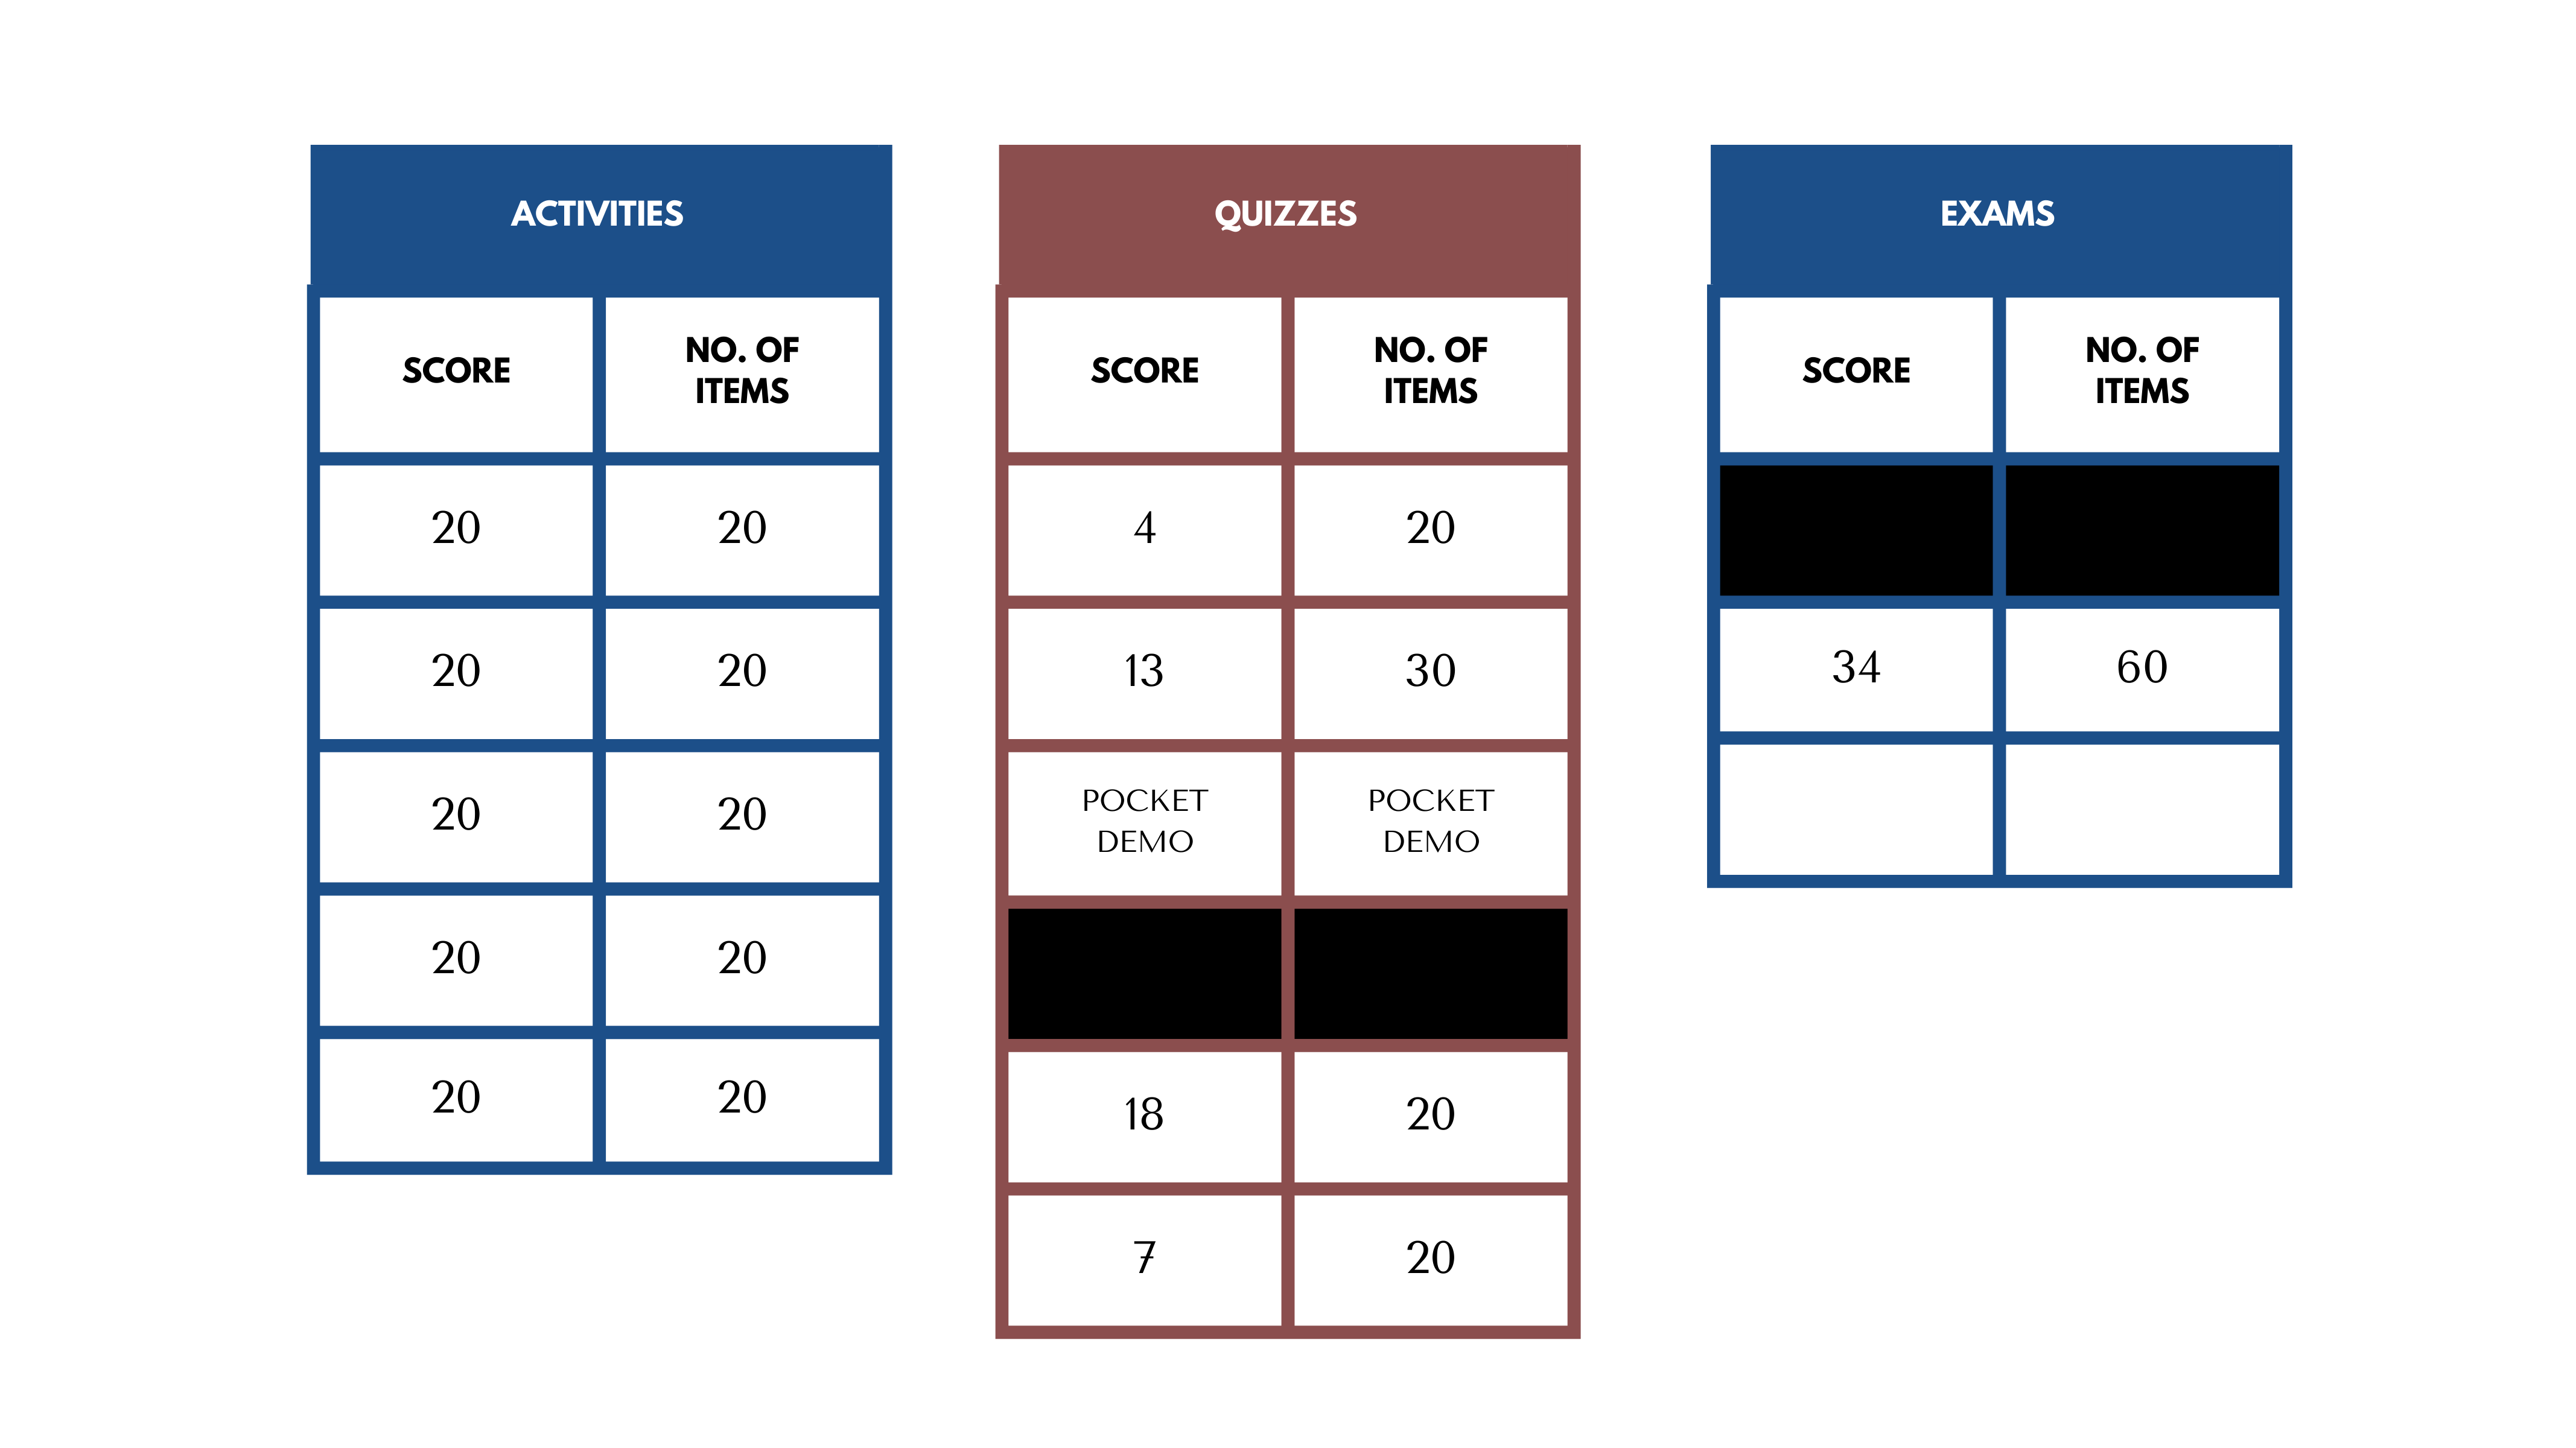 ACTIVITIES
SCORE
NO. OF
ITEMS
20 20
20 20
20 20
20 20
20 20
QUIZZES
SCORE
NO. OF
ITEMS
4 20
13 30
POCKET
DEMO
POCKET
DEMO
18 20
7 20
EXAMS
SCORE
NO. OF
ITEMS
34 60